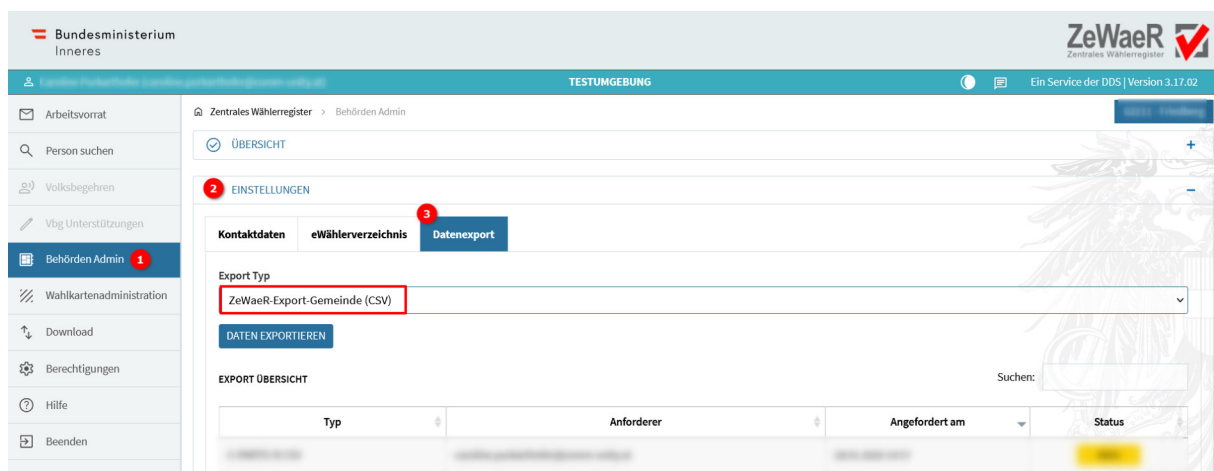 Bundesministerium
Inneres
ZeWaeR
Zentrales Wählerregister
TESTUMGEBUNG
Ein Service der DDS | Version 3.17.02
Arbeitsvorrat
Zentrales Wählerregister > Behörden Admin
ÜBERSICHT
Person suchen
Volksbegehren
2 EINSTELLUNGEN
3
Vbg Unterstützungen
Kontaktdaten eWählerverzeichnis Datenexport
Behörden Admin 1
Export Typ
Wahlkartenadministration
ZeWaeR-Export-Gemeinde (CSV)
Download
DATEN EXPORTIEREN
Berechtigungen
EXPORT ÜBERSICHT Suchen:
Hilfe
Typ Anforderer Angefordert am Status
Beenden